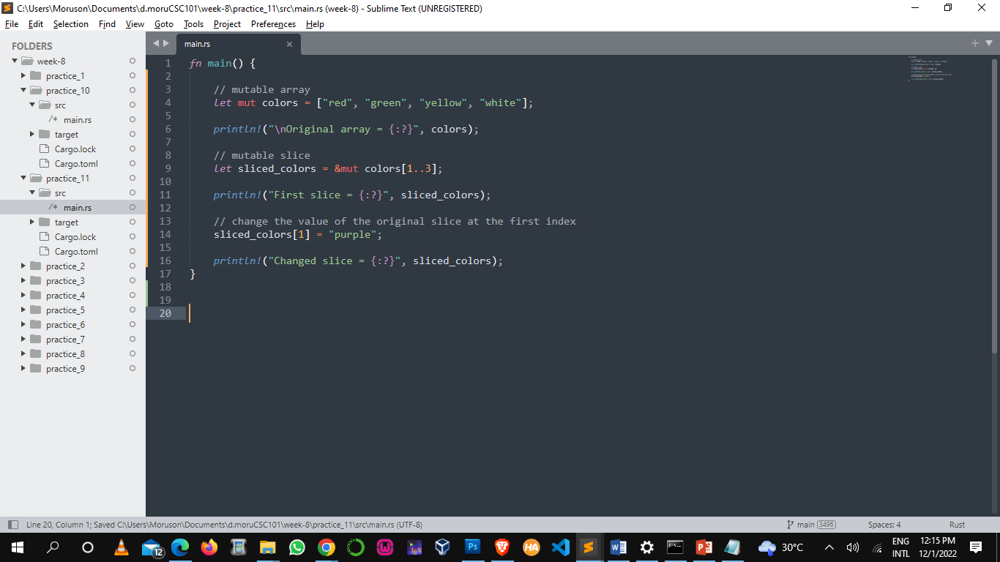 C:\Users\Moruson\Documents\d.moruCSC101\week-8\practice_11\src\main.rs (week-8) - Sublime Text (UNREGISTERED)
File Edit Selection Find View Goto Tools Project Preferences Help
FOLDERS
week-8
practice_1
practice_10
src
/* main.rs
target
Cargo.lock
Cargo.toml
practice_11
src
/* main.rs
target
Cargo.lock
Cargo.toml
practice_2
practice_3
practice_4
practice_5
practice_6
practice_7
practice_8
practice_9
main.rs
1 fn main() {
2
3 // mutable array
4 let mut colors = ["red", "green", "yellow", "white"];
5
6 println!("\nOriginal array = {:?}", colors);
7
8 // mutable slice
9 let sliced_colors = &mut colors[1..3];
10
11 println!("First slice = {:?}", sliced_colors);
12
13 // change the value of the original slice at the first index
14 sliced_colors[1] = "purple";
15
16 println!("Changed slice = {:?}", sliced_colors);
17 }
18
19
20
Line 20, Column 1; Saved C:\Users\Moruson\Documents\d.moruCSC101\week-8\practice_11\src\main.rs (UTF-8)
main 3496 Spaces: 4 Rust
12
Ps
HA
30°C
ENG
INTL
12:15 PM
12/1/2022